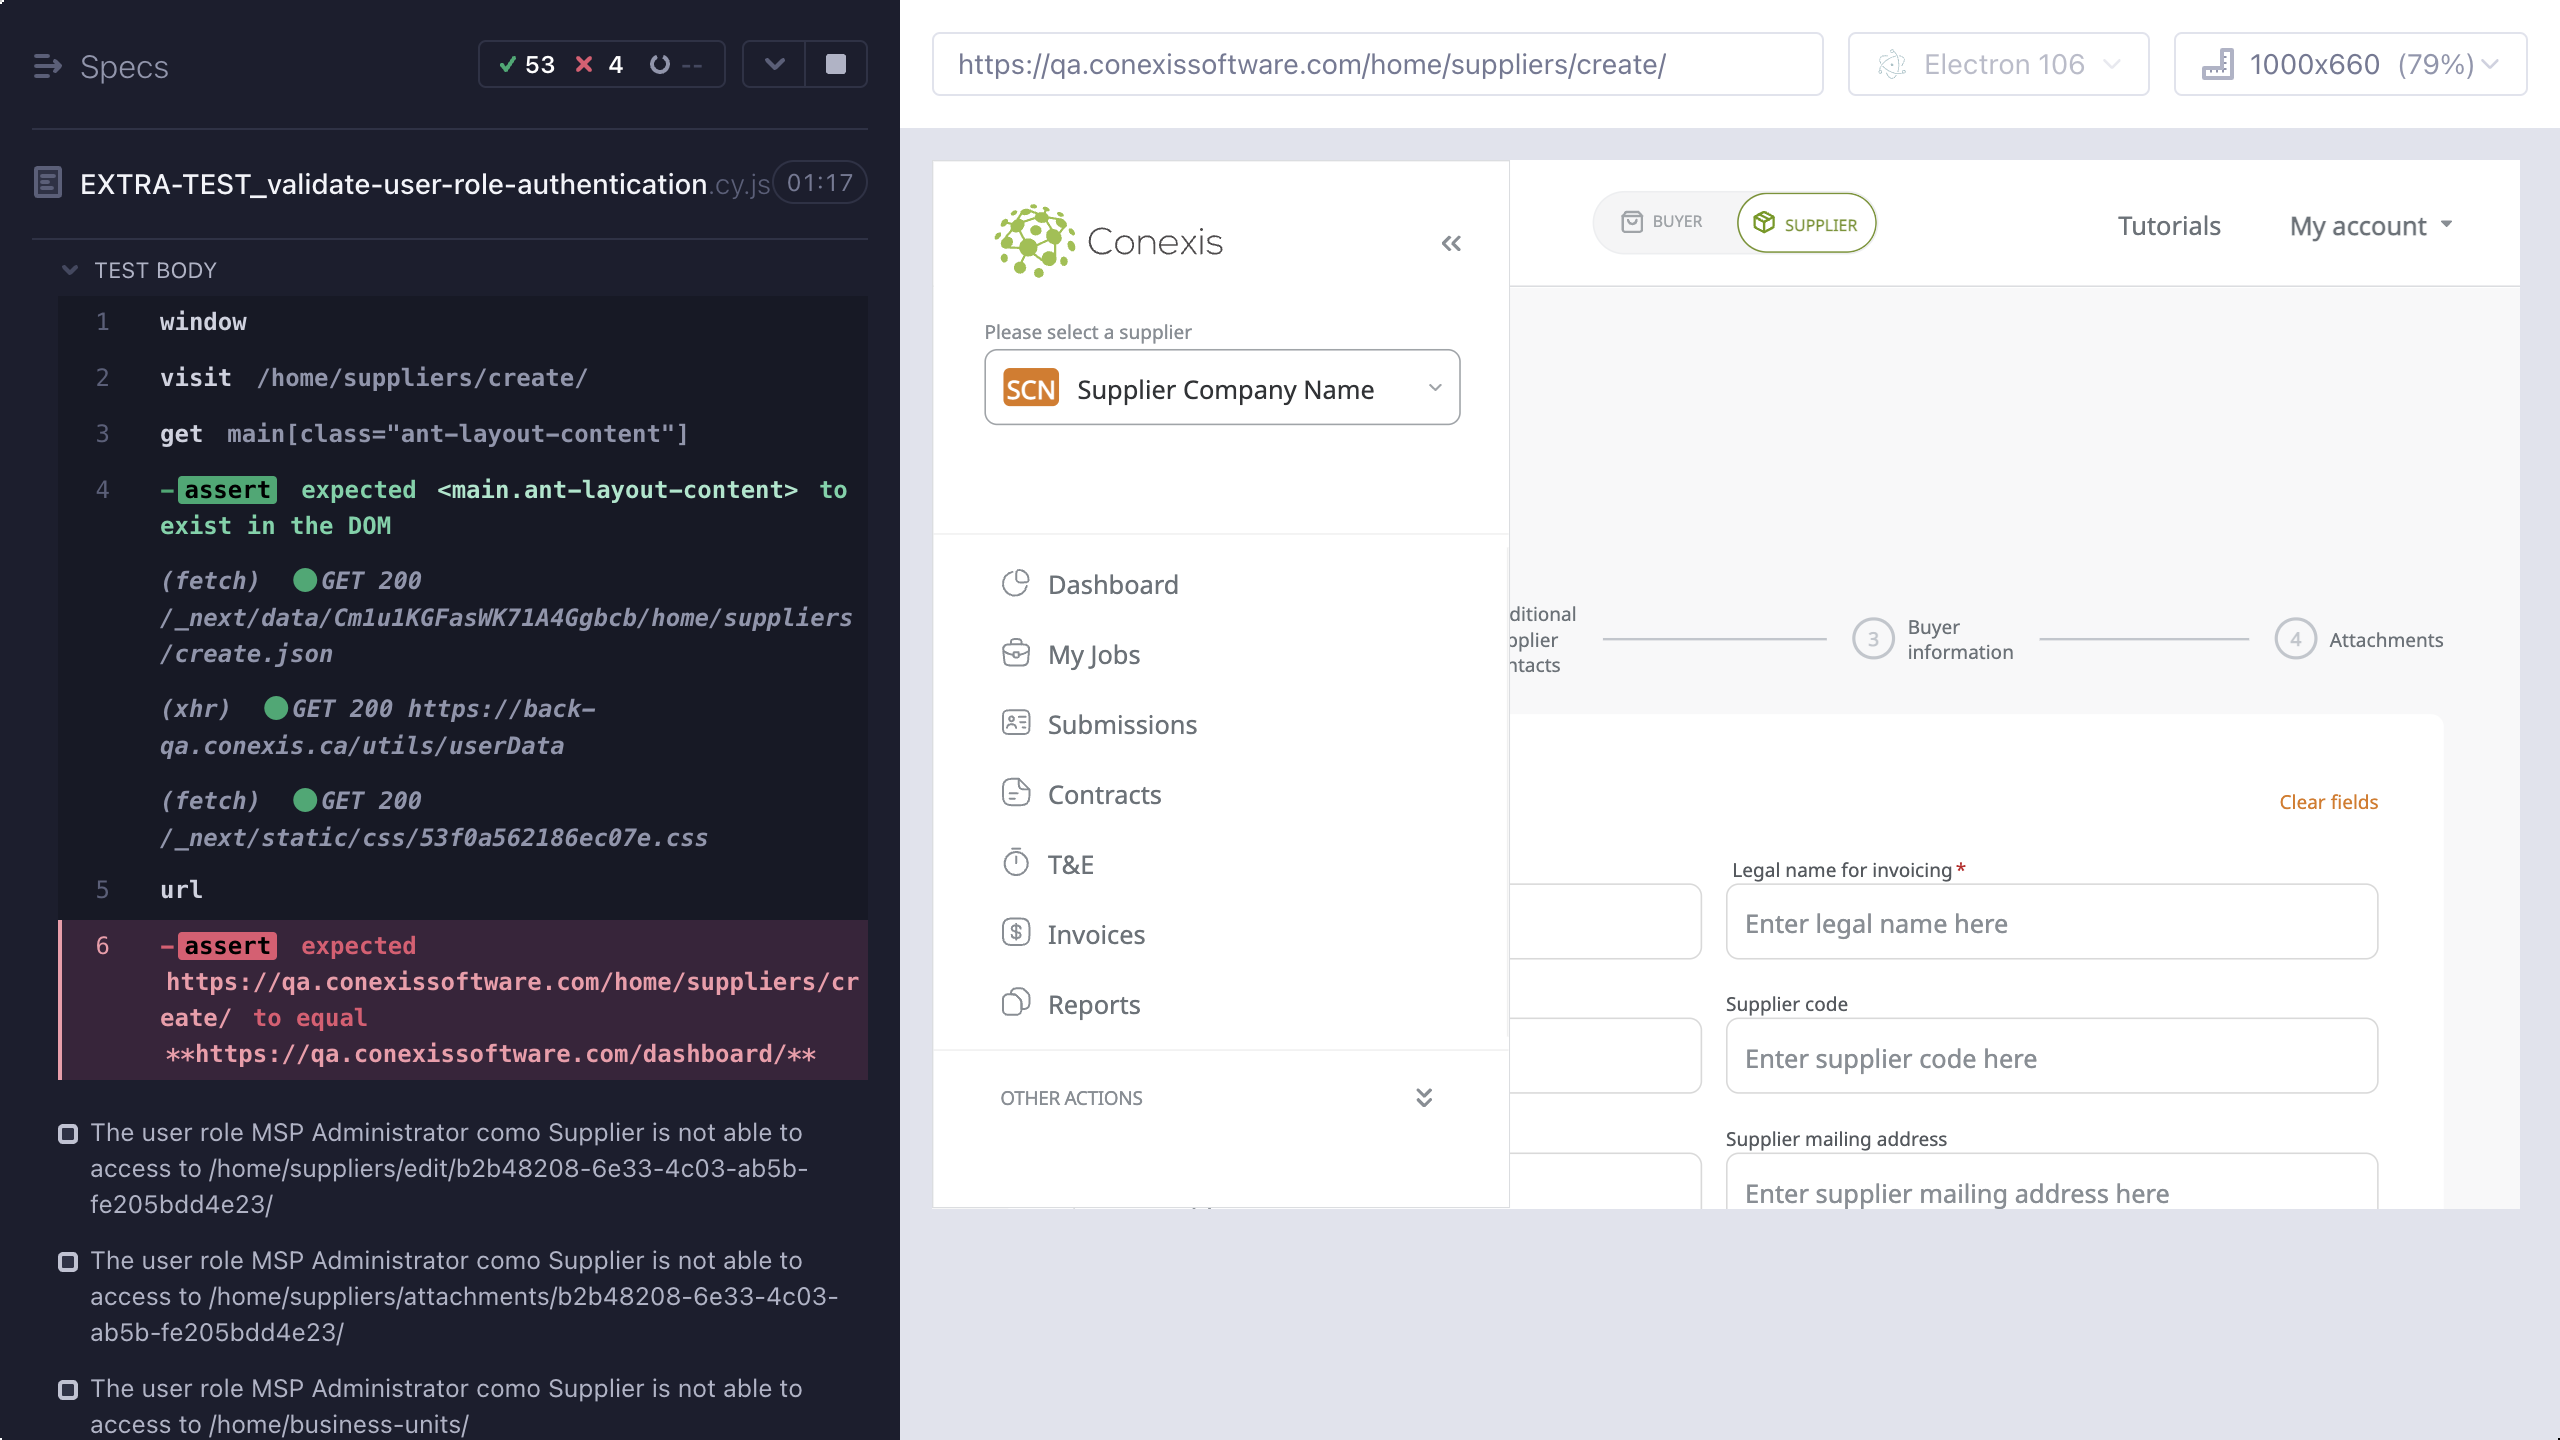 Specs
53 4 --
EXTRA-TEST_validate-user-role-authentication.cy.js 01:17
TEST BODY
1 window
2 visit /home/suppliers/create/
3 get main[class="ant-layout-content"]
4 -assert expected <main.ant-layout-content> to
exist in the DOM
(fetch) GET 200
/_next/data/Cm1u1KGFasWK71A4Ggbcb/home/suppliers
/create.json
(xhr) GET 200 https://back-
qa.conexis.ca/utils/userData
(fetch) GET 200
/_next/static/css/53f0a562186ec07e.css
5 url
6 -assert expected
https://qa.conexissoftware.com/home/suppliers/cr
eate/ to equal
**https://qa.conexissoftware.com/dashboard/**
The user role MSP Administrator como Supplier is not able to
access to /home/suppliers/edit/b2b48208-6e33-4c03-ab5b-
fe205bdd4e23/
The user role MSP Administrator como Supplier is not able to
access to /home/suppliers/attachments/b2b48208-6e33-4c03-
ab5b-fe205bdd4e23/
The user role MSP Administrator como Supplier is not able to
access to /home/business-units/
https://qa.conexissoftware.com/home/suppliers/create/
Electron 106
1000x660 (79%)
Conexis
BUYER
SUPPLIER
Tutorials
My account
Please select a supplier
SCN Supplier Company Name
Dashboard
My Jobs
Submissions
Contracts
T&E
Invoices
Reports
OTHER ACTIONS
ditional
pplier
ntacts
3 Buyer
information
4 Attachments
Clear fields
Legal name for invoicing*
Enter legal name here
Supplier code
Enter supplier code here
Supplier mailing address
Enter supplier mailing address here